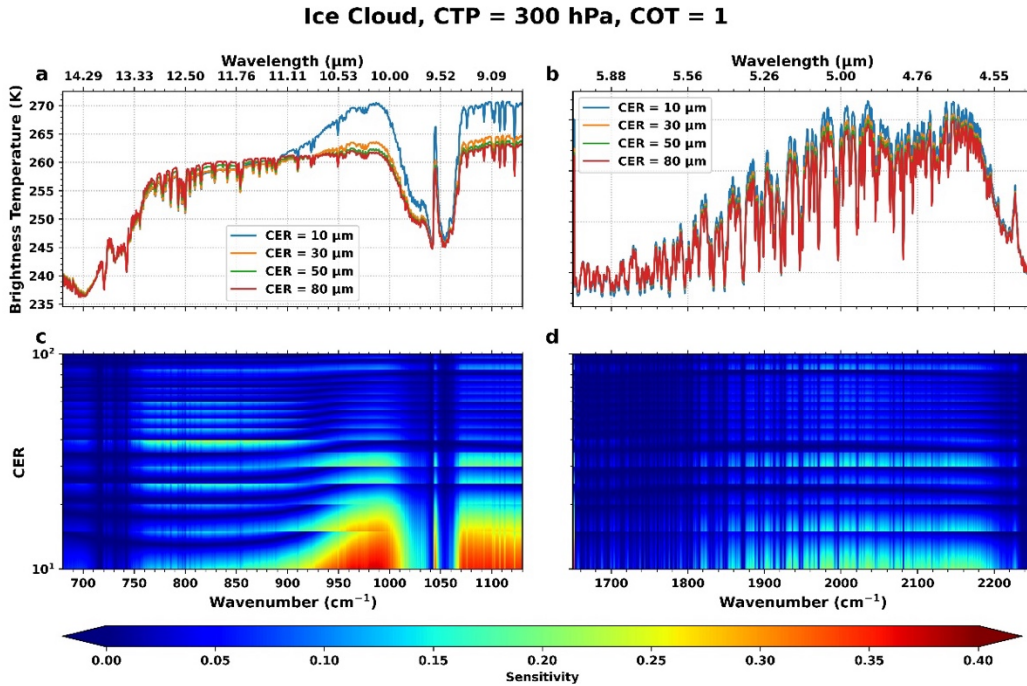 Ice Cloud, CTP = 300 hPa, COT = 1
a
Wavelength (μm)
14.29 13.33 12.50 11.76 11.11 10.53 10.00 9.52 9.09
Brightness Temperature (K)
270
265
260
255
250
245
240
235
CER = 10 μm
CER = 30 μm
CER = 50 μm
CER = 80 μm
b
Wavelength (μm)
5.88 5.56 5.26 5.00 4.76 4.55
CER = 10 μm
CER = 30 μm
CER = 50 μm
CER = 80 μm
c
CER
10²
10¹
700 750 800 850 900 950 1000 1050 1100
Wavenumber (cm⁻¹)
d
1700 1800 1900 2000 2100 2200
Wavenumber (cm⁻¹)
0.00 0.05 0.10 0.15 0.20 0.25 0.30 0.35 0.40
Sensitivity